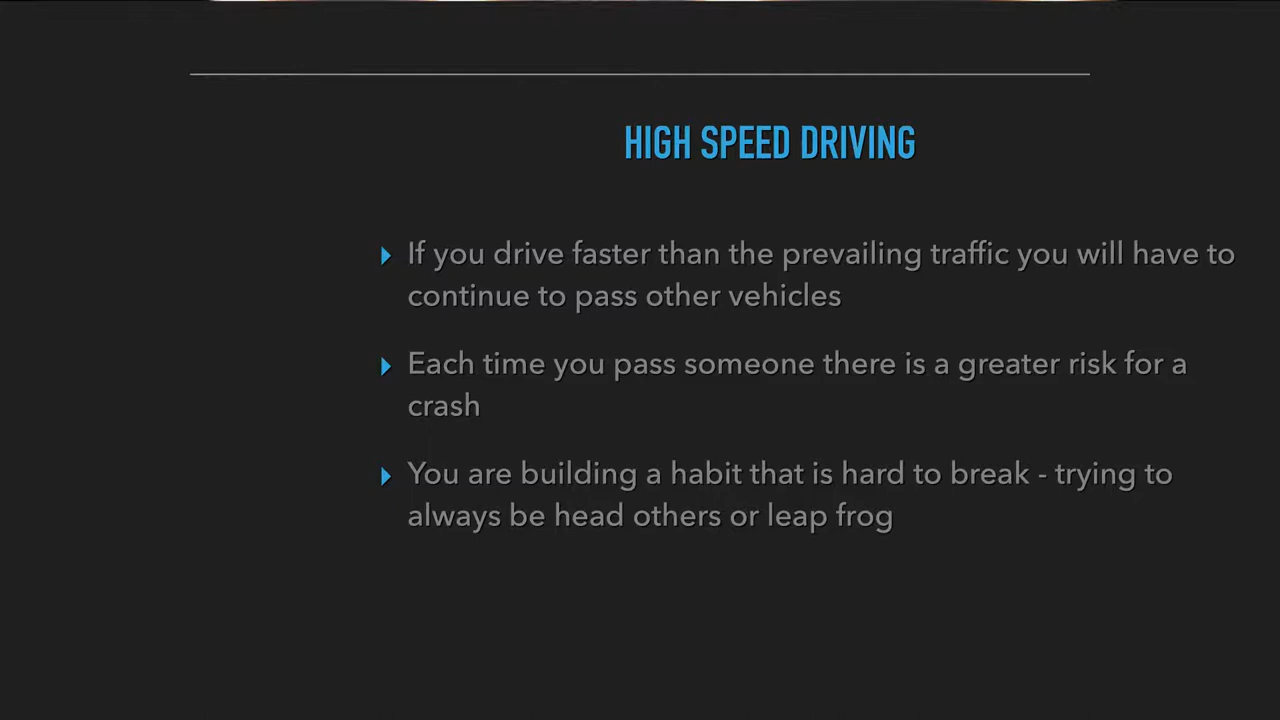 HIGH SPEED DRIVING
If you drive faster than the prevailing traffic you will have to
continue to pass other vehicles
Each time you pass someone there is a greater risk for a
crash
You are building a habit that is hard to break - trying to
always be head others or leap frog